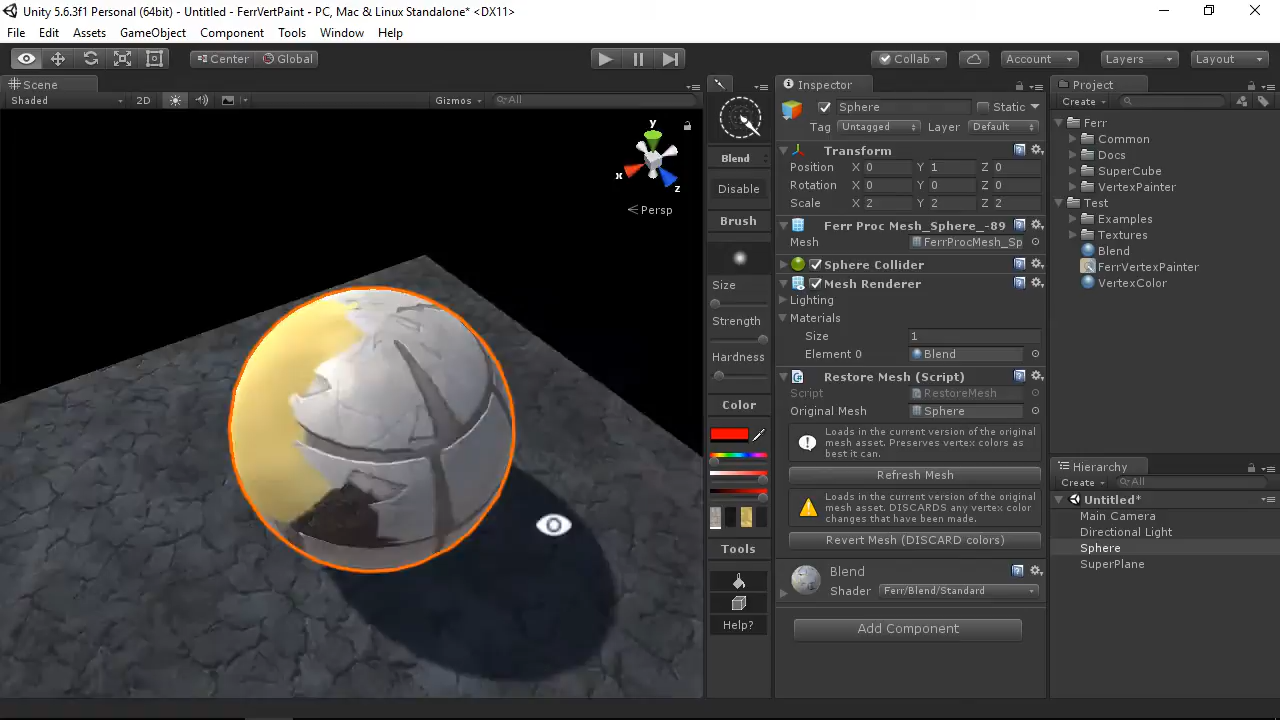 Unity 5.6.3f1 Personal (64bit) - Untitled - FerrVertPaint - PC, Mac & Linux Standalone* <DX11>
File Edit Assets GameObject Component Tools Window Help
Center Global Collab Account Layers Layout
Scene
Shaded 2D Gizmos All
y
x
z
Persp
Blend
Disable
Brush
Size
Strength
Hardness
Color
Tools
Help?
Inspector
Sphere Static
Tag Untagged Layer Default
Transform
Position X 0 Y 1 Z 0
Rotation X 0 Y 0 Z 0
Scale X 2 Y 2 Z 2
Ferr Proc Mesh_Sphere_-89
Mesh FerrProcMesh_Sp
Sphere Collider
Mesh Renderer
Lighting
Materials
Size 1
Element 0 Blend
Restore Mesh (Script)
Script RestoreMesh
Original Mesh Sphere
Loads in the current version of the original
mesh asset. Preserves vertex colors as
best it can.
Refresh Mesh
Loads in the current version of the original
mesh asset. DISCARDS any vertex color
changes that have been made.
Revert Mesh (DISCARD colors)
Blend
Shader Ferr/Blend/Standard
Add Component
Project
Create
Ferr
Common
Docs
SuperCube
VertexPainter
Test
Examples
Textures
Blend
FerrVertexPainter
VertexColor
Hierarchy
Create All
Untitled*
Main Camera
Directional Light
Sphere
SuperPlane